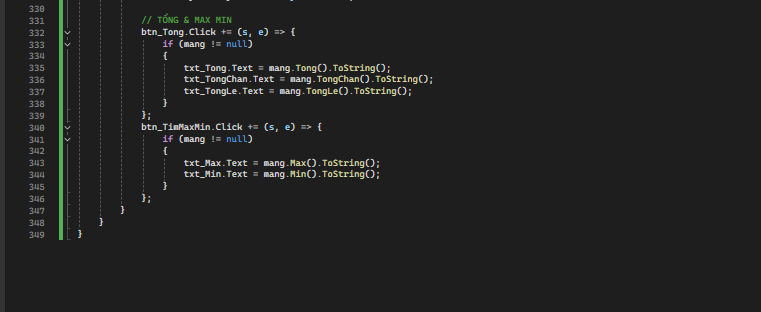 330
331 // TỔNG & MAX MIN
332 btn_Tong.Click += (s, e) => {
333 if (mang != null)
334 {
335 txt_Tong.Text = mang.Tong().ToString();
336 txt_TongChan.Text = mang.TongChan().ToString();
337 txt_TongLe.Text = mang.TongLe().ToString();
338 }
339 };
340 btn_TimMaxMin.Click += (s, e) => {
341 if (mang != null)
342 {
343 txt_Max.Text = mang.Max().ToString();
344 txt_Min.Text = mang.Min().ToString();
345 }
346 };
347 }
348 }
349 }